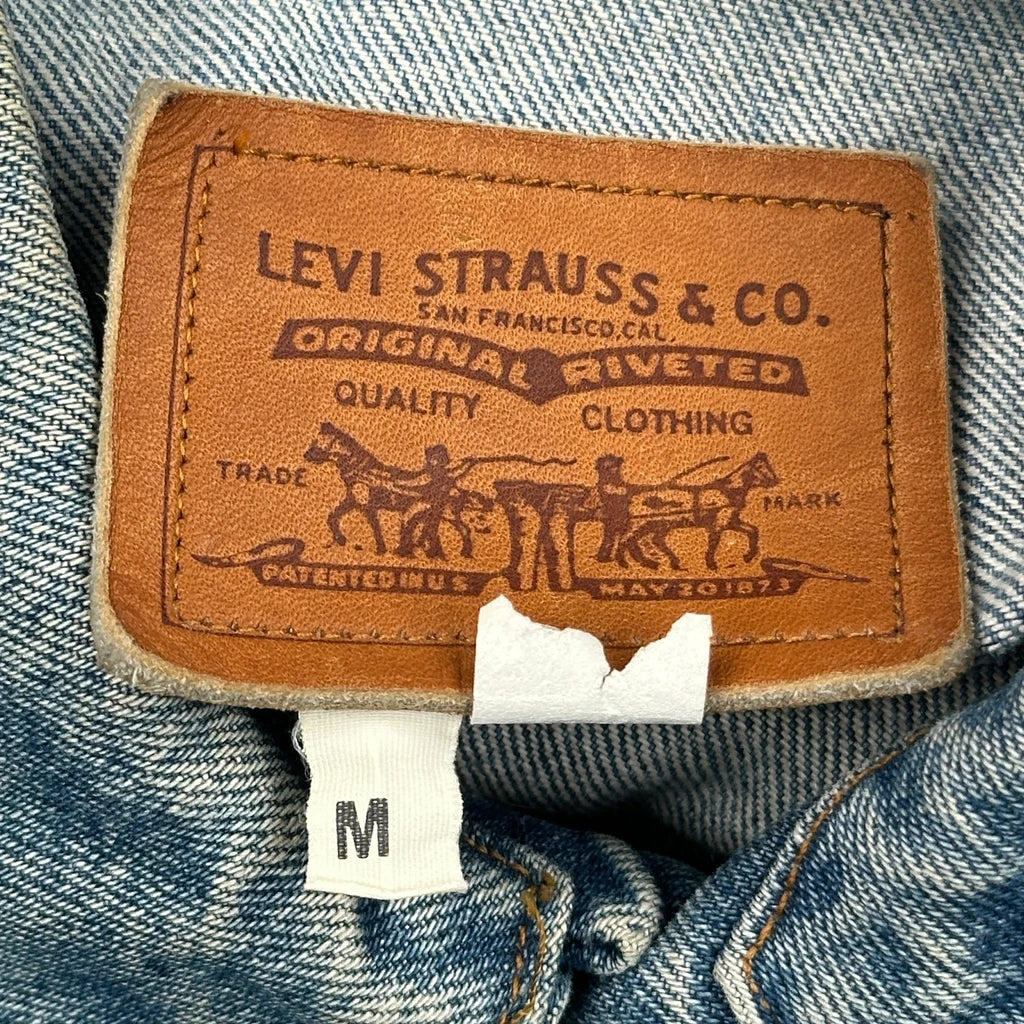 LEVI STRAUSS & CO.
SAN FRANCISCO, CAL.
ORIGINAL RIVETED
QUALITY CLOTHING
TRADE MARK
PATENTED IN U S MAY 20 1873
M